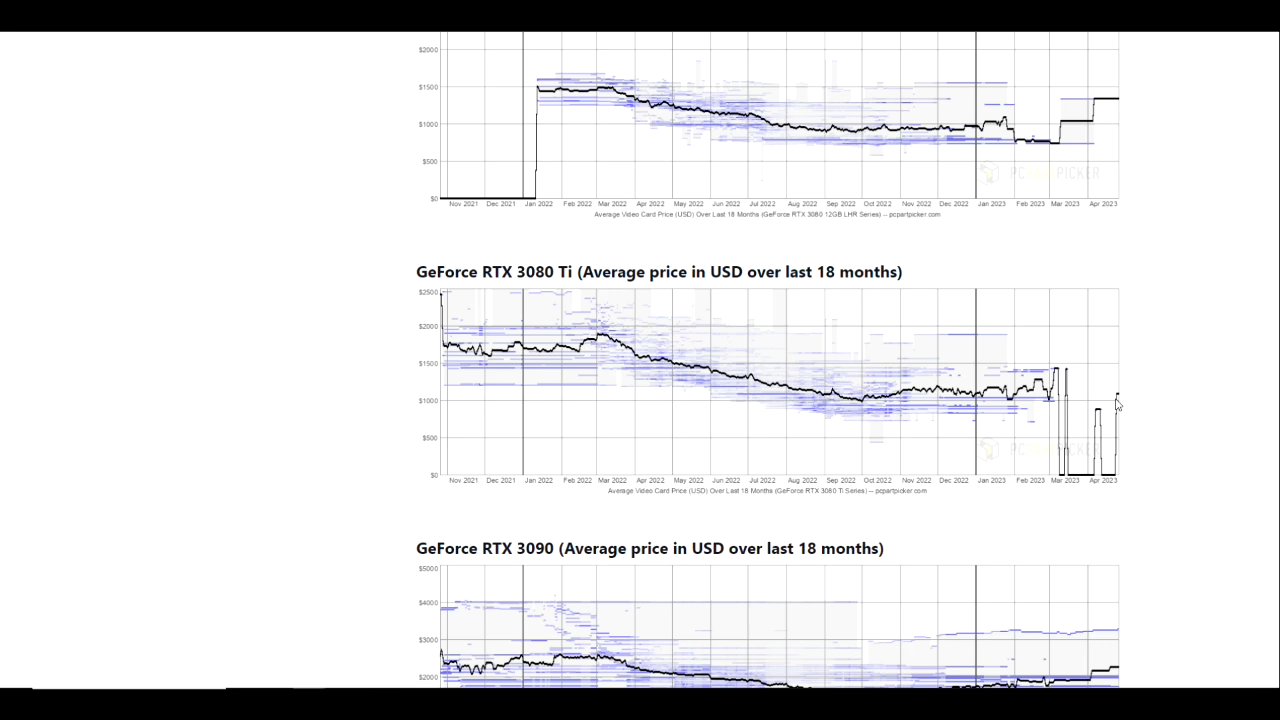 $2000
$1500
$1000
$500
$0
Nov 2021 Dec 2021 Jan 2022 Feb 2022 Mar 2022 Apr 2022 May 2022 Jun 2022 Jul 2022 Aug 2022 Sep 2022 Oct 2022 Nov 2022 Dec 2022 Jan 2023 Feb 2023 Mar 2023 Apr 2023
PC PART PICKER
Average Video Card Price (USD) Over Last 18 Months (GeForce RTX 3080 12GB LHR Series) -- pcpartpicker.com
GeForce RTX 3080 Ti (Average price in USD over last 18 months)
$2500
$2000
$1500
$1000
$500
$0
PC PART PICKER
Nov 2021 Dec 2021 Jan 2022 Feb 2022 Mar 2022 Apr 2022 May 2022 Jun 2022 Jul 2022 Aug 2022 Sep 2022 Oct 2022 Nov 2022 Dec 2022 Jan 2023 Feb 2023 Mar 2023 Apr 2023
Average Video Card Price (USD) Over Last 18 Months (GeForce RTX 3080 Ti Series) -- pcpartpicker.com
GeForce RTX 3090 (Average price in USD over last 18 months)
$5000
$4000
$3000
$2000